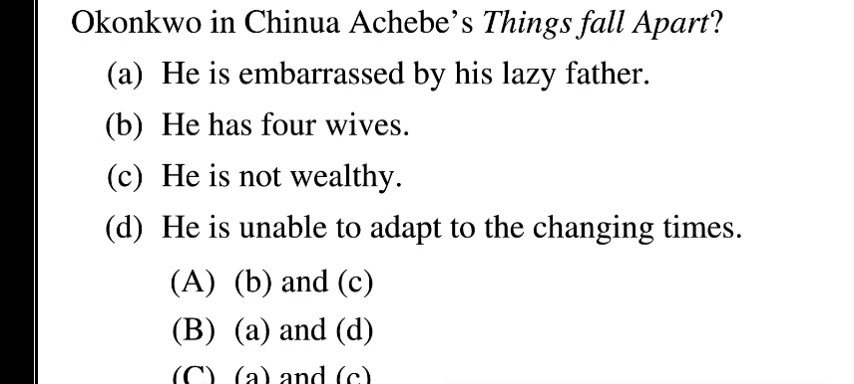 Okonkwo in Chinua Achebe’s Things fall Apart?
(a) He is embarrassed by his lazy father.
(b) He has four wives.
(c) He is not wealthy.
(d) He is unable to adapt to the changing times.
(A) (b) and (c)
(B) (a) and (d)
(C) (a) and (c)